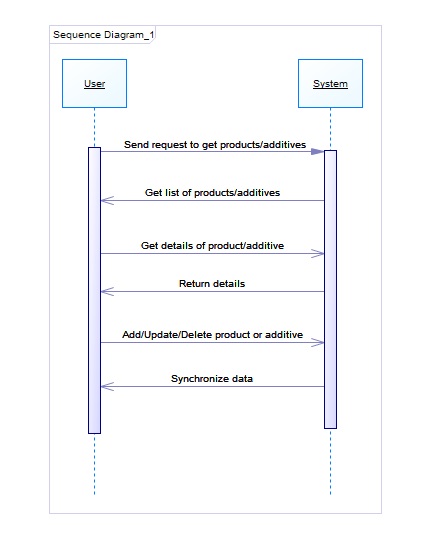 Sequence Diagram_1
User
System
Send request to get products/additives
Get list of products/additives
Get details of product/additive
Return details
Add/Update/Delete product or additive
Synchronize data